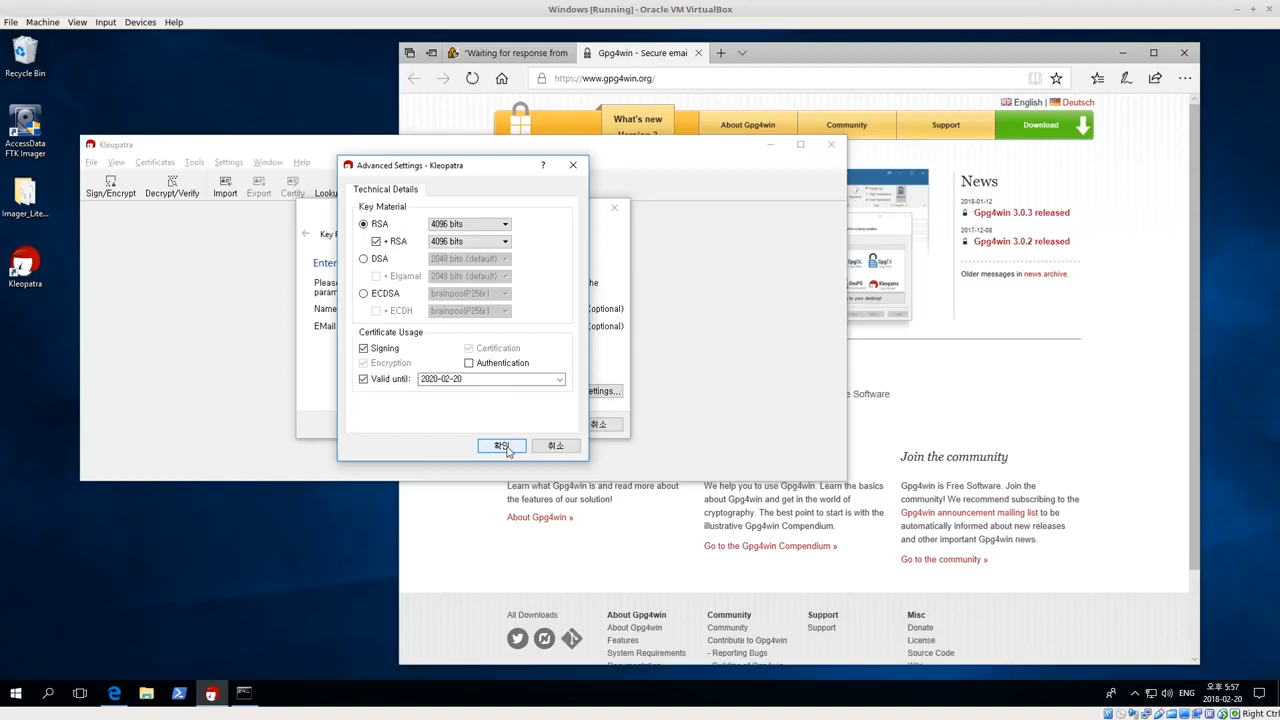 Windows [Running] - Oracle VM VirtualBox
File Machine View Input Devices Help
Recycle Bin
AccessData
FTK Imager
Imager_Lite...
Kleopatra
"Waiting for response from
Gpg4win - Secure emai
https://www.gpg4win.org/
English | Deutsch
What's new
About Gpg4win
Community
Support
Download
News
2018-01-12
Gpg4win 3.0.3 released
2017-12-08
Gpg4win 3.0.2 released
Older messages in news archive.
Kleopatra
File View Certificates Tools Settings Window Help
Sign/Encrypt Decrypt/Verify Import Export Certify Looku
Key P
Enter
Pleas
param
Name
EMail
the
(optional)
(optional)
ettings...
취소
Advanced Settings - Kleopatra
?
Technical Details
Key Material
RSA 4096 bits
+ RSA 4096 bits
DSA 2048 bits (default)
+ Elgamal 2048 bits (default)
ECDSA brainpoolP256r1
+ ECDH brainpoolP256r1
Certificate Usage
Signing Certification
Encryption Authentication
Valid until: 2020-02-20
확인 취소
e Software
Learn what Gpg4win is and read more about
the features of our solution!
About Gpg4win »
We help you to use Gpg4win. Learn the basics
about Gpg4win and get in the world of
cryptography. The best point to start is with the
illustrative Gpg4win Compendium.
Go to the Gpg4win Compendium »
Join the community
Gpg4win is Free Software. Join the
community! We recommend subscribing to the
Gpg4win announcement mailing list to be
automatically informed about new releases
and other important Gpg4win news.
Go to the community »
All Downloads
About Gpg4win
About Gpg4win
Features
System Requirements
Community
Community
Contribute to Gpg4win
- Reporting Bugs
Support
Support
Misc
Donate
License
Source Code
ENG
오후 5:57
2018-02-20
Right Ctrl